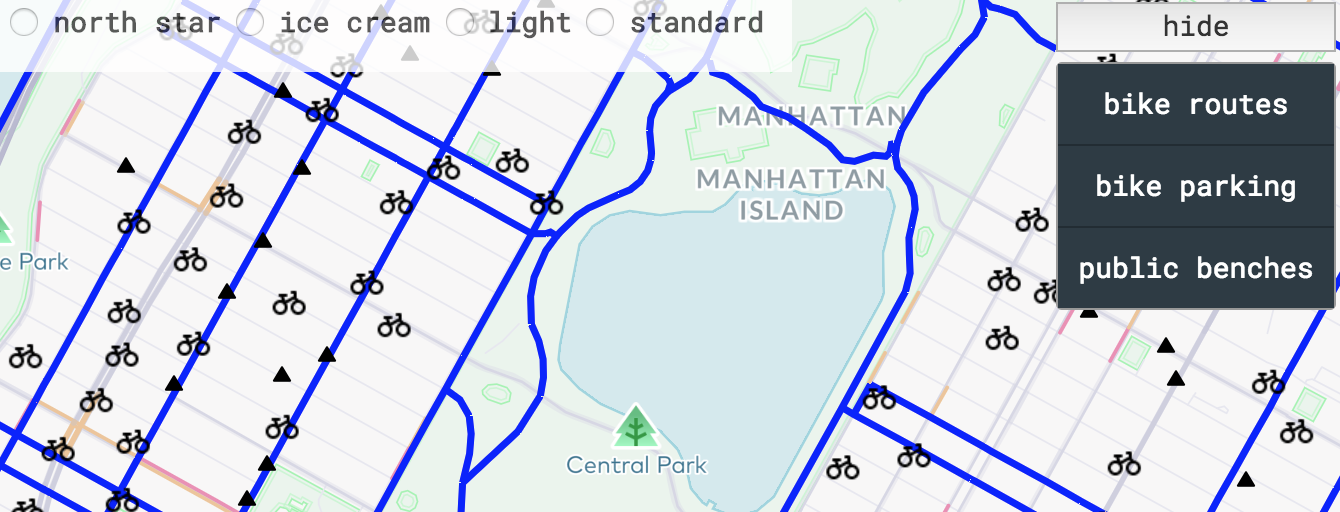 north star ice cream light standard
hide
bike routes
bike parking
public benches
MANHATTAN
MANHATTAN
ISLAND
e Park
Central Park